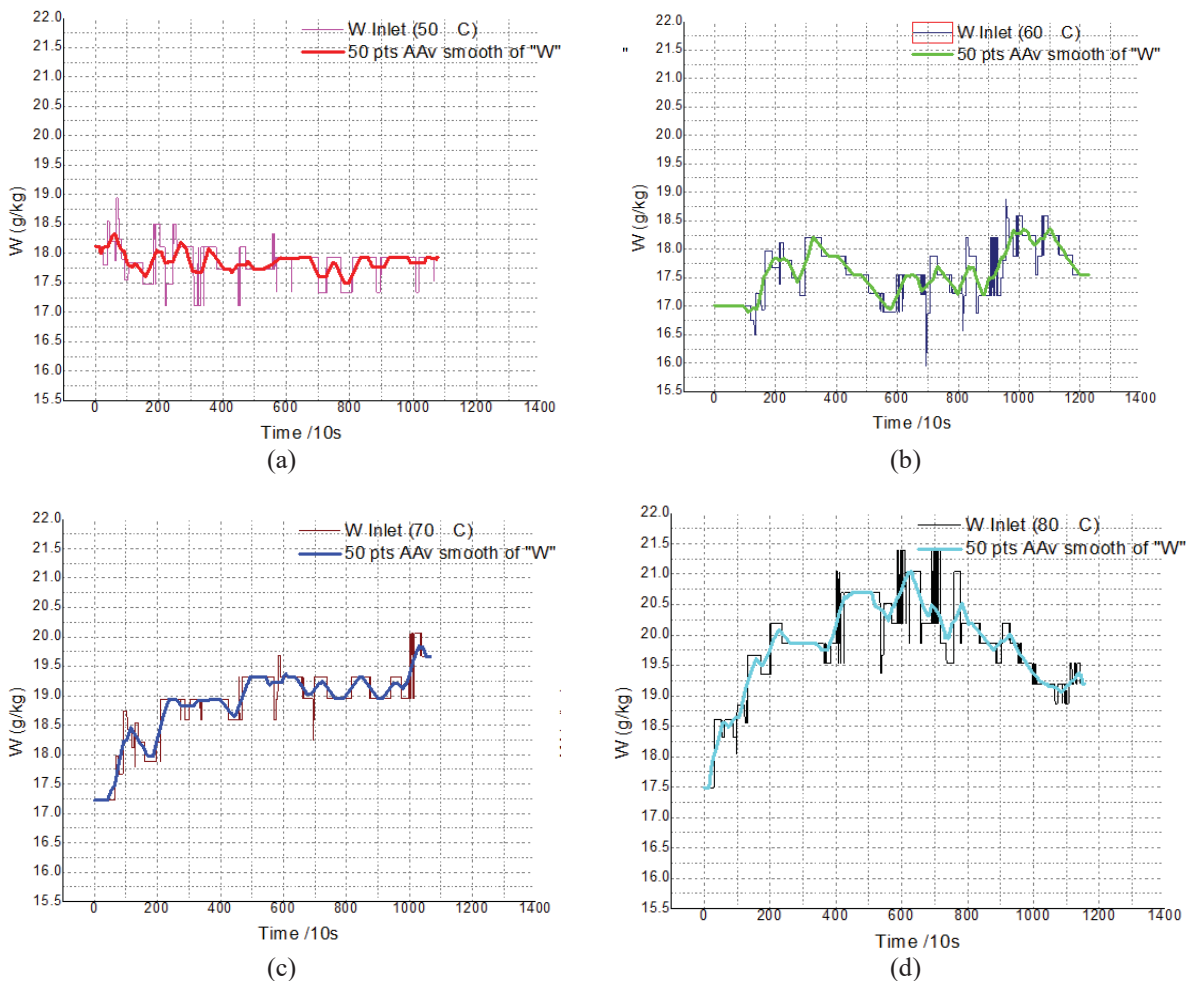 W Inlet (50 C)
50 pts AAv smooth of "W"
22.0
21.5
21.0
20.5
20.0
19.5
19.0
18.5
18.0
17.5
17.0
16.5
16.0
15.5
W (g/kg)
0 200 400 600 800 1000 1200 1400
Time /10s
(a)
"
W Inlet (60 C)
50 pts AAv smooth of "W"
22.0
21.5
21.0
20.5
20.0
19.5
19.0
18.5
18.0
17.5
17.0
16.5
16.0
15.5
W (g/kg)
0 200 400 600 800 1000 1200 1400
Time /10s
(b)
W Inlet (70 C)
50 pts AAv smooth of "W"
22.0
21.5
21.0
20.5
20.0
19.5
19.0
18.5
18.0
17.5
17.0
16.5
16.0
15.5
W (g/kg)
0 200 400 600 800 1000 1200 1400
Time /10s
(c)
W Inlet (80 C)
50 pts AAv smooth of "W"
22.0
21.5
21.0
20.5
20.0
19.5
19.0
18.5
18.0
17.5
17.0
16.5
16.0
15.5
W (g/kg)
0 200 400 600 800 1000 1200 1400
Time /10s
(d)